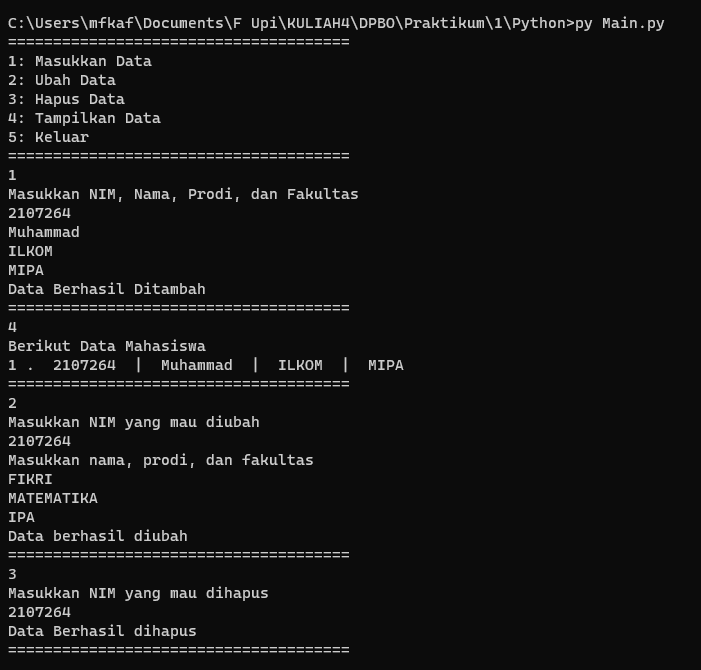 C:\Users\mfkaf\Documents\F Upi\KULIAH4\DPBO\Praktikum\1\Python>py Main.py
======================================
1: Masukkan Data
2: Ubah Data
3: Hapus Data
4: Tampilkan Data
5: Keluar
======================================
1
Masukkan NIM, Nama, Prodi, dan Fakultas
2107264
Muhammad
ILKOM
MIPA
Data Berhasil Ditambah
======================================
4
Berikut Data Mahasiswa
1 .  2107264  |  Muhammad  |  ILKOM  |  MIPA
======================================
2
Masukkan NIM yang mau diubah
2107264
Masukkan nama, prodi, dan fakultas
FIKRI
MATEMATIKA
IPA
Data berhasil diubah
======================================
3
Masukkan NIM yang mau dihapus
2107264
Data Berhasil dihapus
======================================